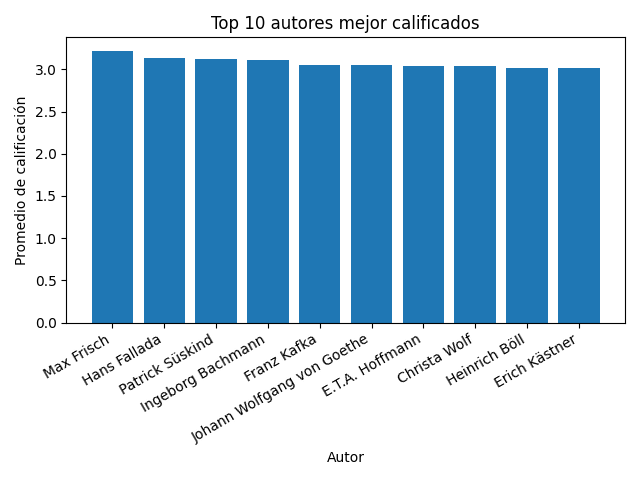 Top 10 autores mejor calificados
Promedio de calificación
3.0
2.5
2.0
1.5
1.0
0.5
0.0
Max Frisch
Hans Fallada
Patrick Süskind
Ingeborg Bachmann
Franz Kafka
Johann Wolfgang von Goethe
E.T.A. Hoffmann
Christa Wolf
Heinrich Böll
Erich Kästner
Autor